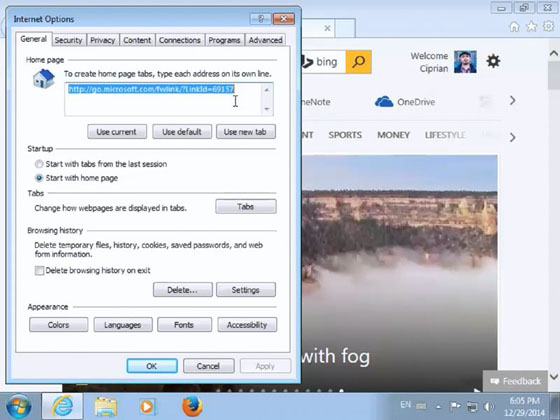 Internet Options
General
Security
Privacy
Content
Connections
Programs
Advanced
Home page
To create home page tabs, type each address on its own line.
http://go.microsoft.com/fwlink/?LinkId=69157
Use current
Use default
Use new tab
Startup
Start with tabs from the last session
Start with home page
Tabs
Change how webpages are displayed in tabs.
Tabs
Browsing history
Delete temporary files, history, cookies, saved passwords, and web
form information.
Delete browsing history on exit
Delete...
Settings
Appearance
Colors
Languages
Fonts
Accessibility
OK
Cancel
Apply
bing
Welcome
Ciprian
OneDrive
with fog
Feedback
EN
6:05 PM
12/29/2014